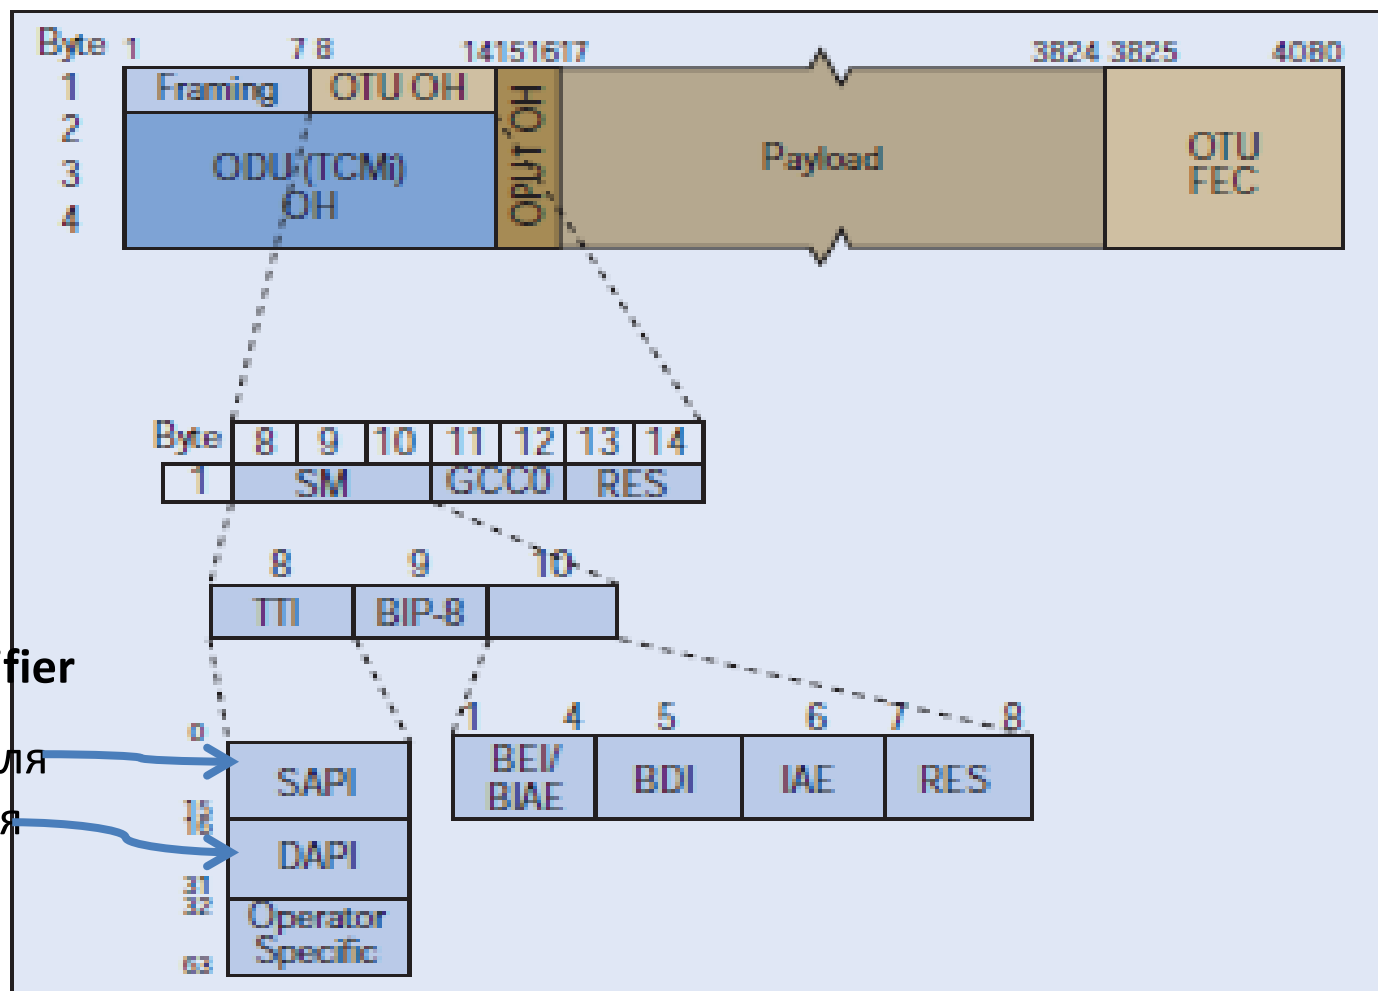 Byte 1 7 8 14151617 3824 3825 4080
1 Framing OTU OH
2
3
4
ODU (TCMi)
OH
OPU OH
Payload
OTU
FEC
Byte 8 9 10 11 12 13 14
1 SM GCC0 RES
8 9 10
TTI BIP-8
ifier
ля
я
0
SAPI
15
16
DAPI
31
32
Operator
Specific
63
1 4 5 6 7 8
BEI/
BIAE
BDI IAE RES